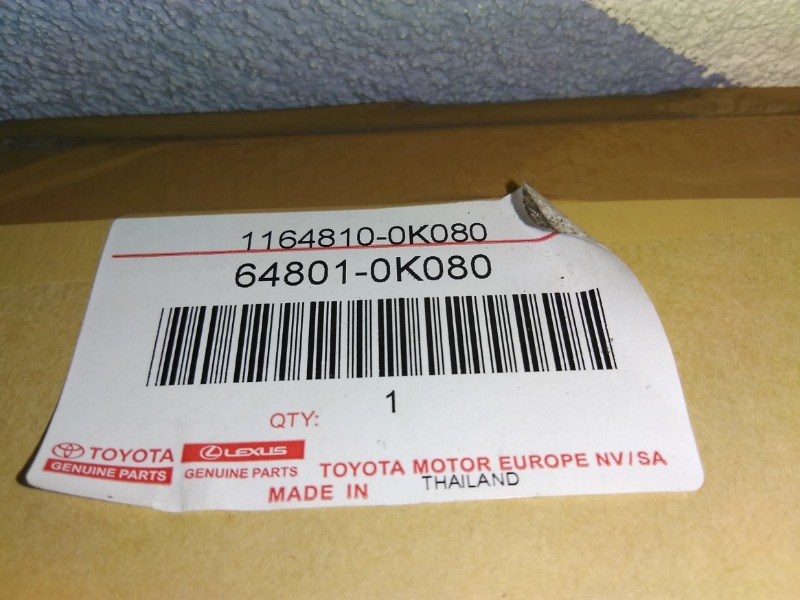 1164810-0K080
64801-0K080
1
QTY:
TOYOTA
GENUINE PARTS
LEXUS
GENUINE PARTS
TOYOTA MOTOR EUROPE NV/SA
MADE IN THAILAND